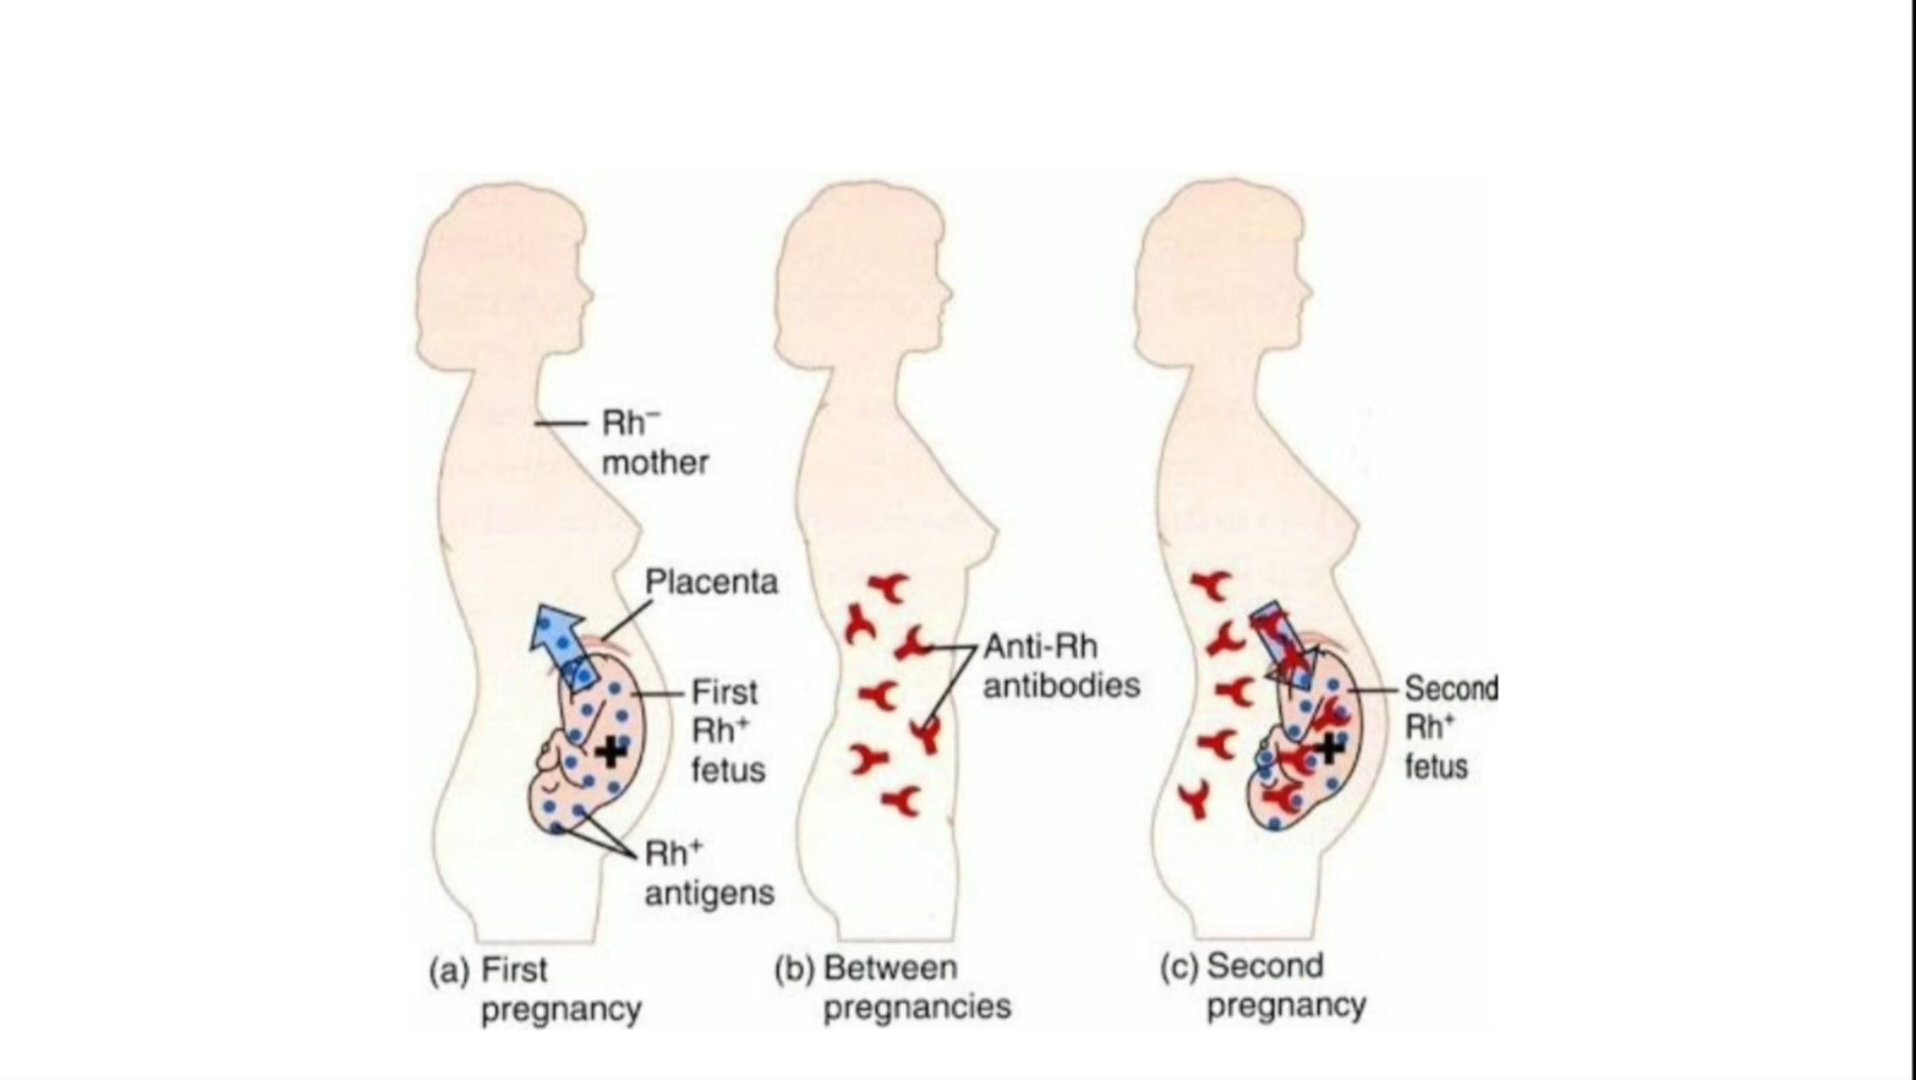 Rh⁻
mother
Placenta
First
Rh⁺
fetus
Rh⁺
antigens
(a) First
pregnancy
Anti-Rh
antibodies
(b) Between
pregnancies
Second
Rh⁺
fetus
(c) Second
pregnancy